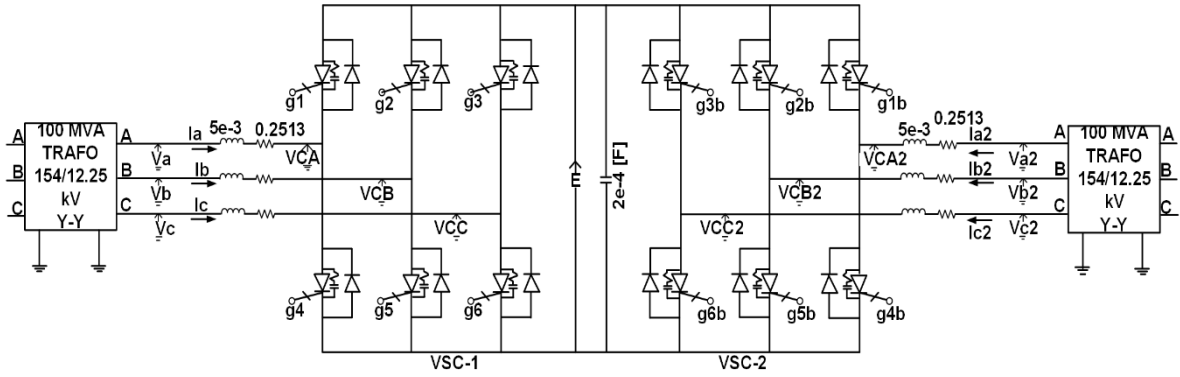 g1
g2
g3
g3b
g2b
g1b
A
B
C
100 MVA
TRAFO
154/12.25
kV
Y-Y
A
B
C
Ia
5e-3
0.2513
Va
VCA
Ib
Vb
VCB
Ic
Vc
VCC
E
2e-4 [F]
VCA2
5e-3
0.2513
Ia2
Va2
VCB2
Ib2
Vb2
VCC2
Ic2
Vc2
A
B
C
100 MVA
TRAFO
154/12.25
kV
Y-Y
A
B
C
g4
g5
g6
g6b
g5b
g4b
VSC-1
VSC-2